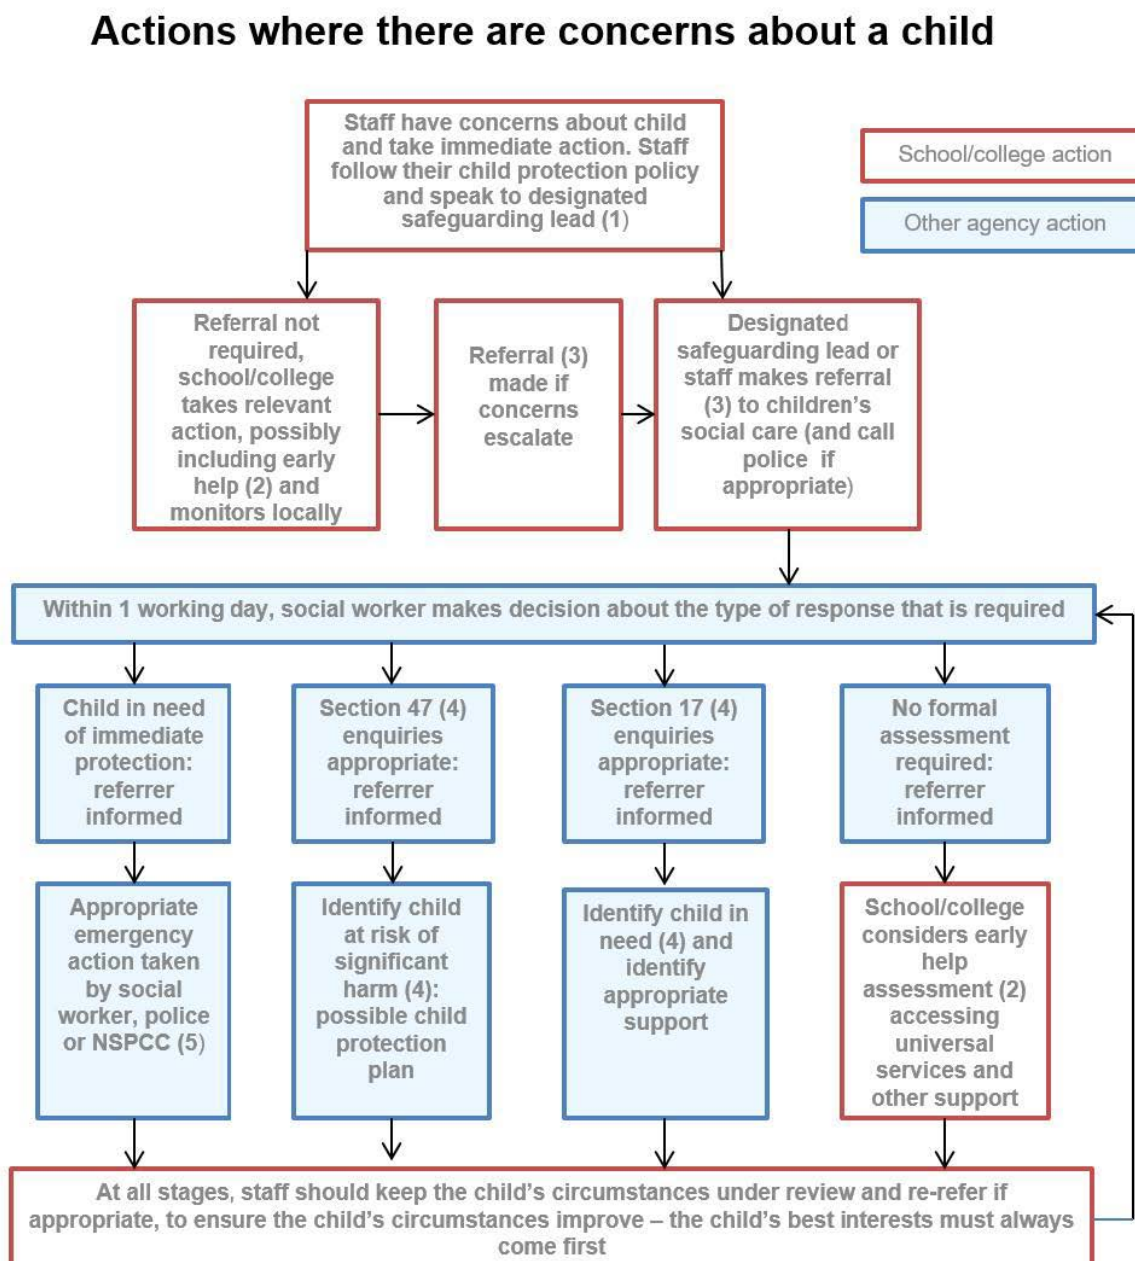 Actions where there are concerns about a child
Staff have concerns about child
and take immediate action. Staff
follow their child protection policy
and speak to designated
safeguarding lead (1)
School/college action
Other agency action
Referral not
required,
school/college
takes relevant
action, possibly
including early
help (2) and
monitors locally
Referral (3)
made if
concerns
escalate
Designated
safeguarding lead or
staff makes referral
(3) to children's
social care (and call
police if
appropriate)
Within 1 working day, social worker makes decision about the type of response that is required
Child in need
of immediate
protection:
referrer
informed
Section 47 (4)
enquiries
appropriate:
referrer
informed
Section 17 (4)
enquiries
appropriate:
referrer
informed
No formal
assessment
required:
referrer
informed
Appropriate
emergency
action taken
by social
worker, police
or NSPCC (5)
Identify child
at risk of
significant
harm (4):
possible child
protection
plan
Identify child in
need (4) and
identify
appropriate
support
School/college
considers early
help
assessment (2)
accessing
universal
services and
other support
At all stages, staff should keep the child's circumstances under review and re-refer if
appropriate, to ensure the child's circumstances improve – the child's best interests must always
come first